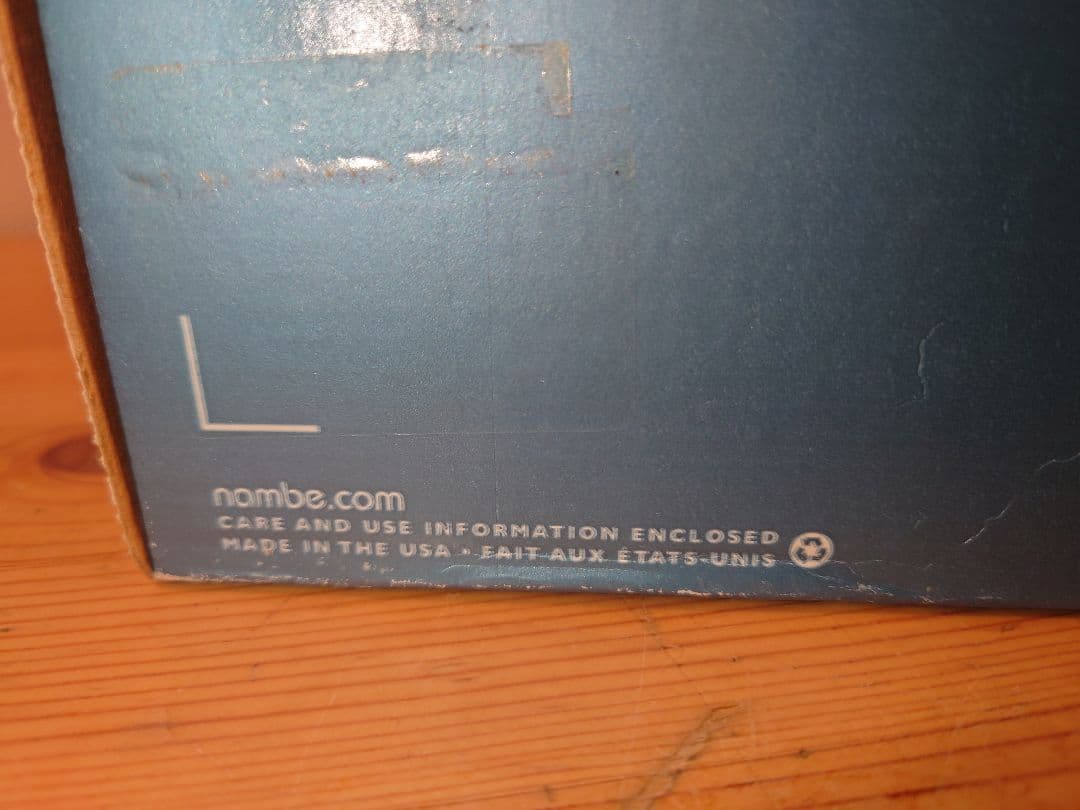 nambe.com
CARE AND USE INFORMATION ENCLOSED
MADE IN THE USA • FAIT AUX ÉTATS-UNIS